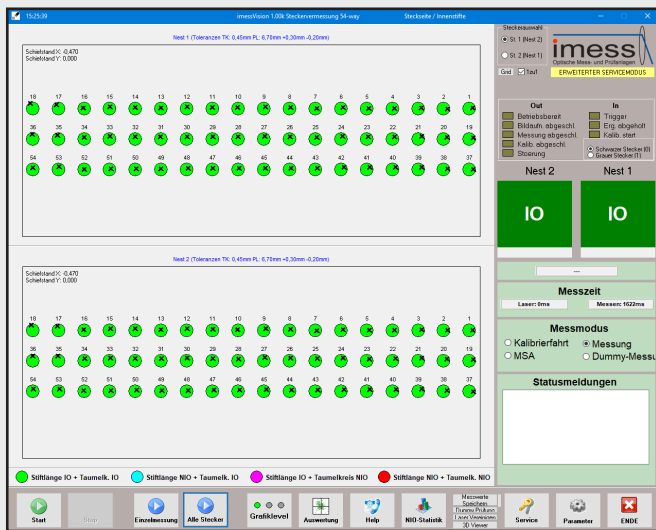 15:25:39 imessVision 1.00k Steckervermessung 54-way Steckseite / Innenstifte
Nest 1 (Toleranzen TK: 0,45mm PL: 6,70mm +0,30mm -0,20mm)
Schiefstand X: -0,470
Schiefstand Y: 0,000
18 17 16 15 14 13 12 11 10 9 8 7 6 5 4 3 2 1
36 35 34 33 32 31 30 29 28 27 26 25 24 23 22 21 20 19
54 53 52 51 50 49 48 47 46 45 44 43 42 41 40 39 38 37
Nest 2 (Toleranzen TK: 0,45mm PL: 6,70mm +0,30mm -0,20mm)
Schiefstand X: -0,470
Schiefstand Y: 0,000
18 17 16 15 14 13 12 11 10 9 8 7 6 5 4 3 2 1
36 35 34 33 32 31 30 29 28 27 26 25 24 23 22 21 20 19
54 53 52 51 50 49 48 47 46 45 44 43 42 41 40 39 38 37
Stiftlänge IO + Taumelk. IO Stiftlänge NIO + Taumelk. IO Stiftlänge IO + Taumelkreis NIO Stiftlänge NIO + Taumelk. NIO
Steckerauswahl
St. 1 (Nest 2)
St. 2 (Nest 1)
imess
Optische Mess- und Prüfanlagen
Grid 1zu1 ERWEITERTER SERVICEMODUS
Out In
Betriebsbereit Trigger
Bildaufn. abgeschl. Erg. abgeholt
Messung abgeschl. Kalib. start
Kalib. abgeschl.
Stoerung
Schwarzer Stecker (0)
Grauer Stecker (1)
Nest 2 Nest 1
IO IO
---
Messzeit
Laser: 0ms Messen: 1622ms
Messmodus
Kalibrierfahrt Messung
MSA Dummy-Messu
Statusmeldungen
Start Stop Einzelmessung Alle Stecker Grafiklevel Auswertung Help NIO-Statistik
Messwerte
Speichern
Dummy Prüfung
Laser Vereinigen
3D Viewer
Service Parameter ENDE